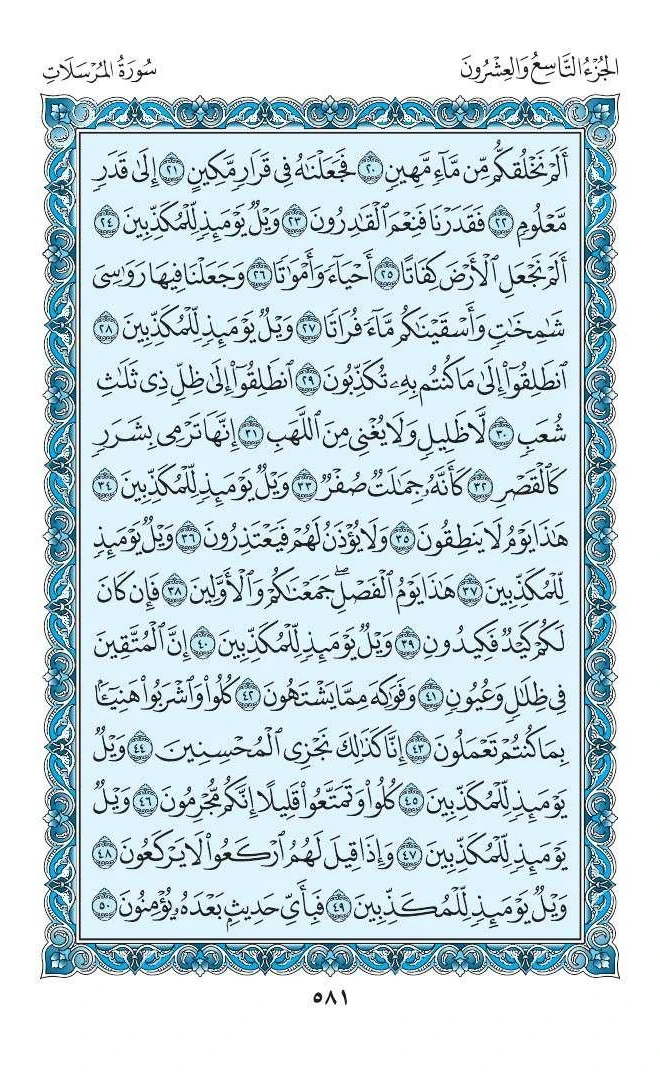 الجُزْءُ التَّاسِعُ وَالعِشْرُونَ
سُورَةُ المُرْسَلَاتِ
أَلَمْ نَخْلُقكُّم مِّن مَّآءٍ مَّهِينٍ ٢٠ فَجَعَلْنَٰهُ فِي قَرَارٍ مَّكِينٍ ٢١ إِلَىٰ قَدَرٍ
مَّعْلُومٍ ٢٢ فَقَدَرْنَا فَنِعْمَ ٱلْقَٰدِرُونَ ٢٣ وَيْلٌ يَوْمَئِذٍ لِّلْمُكَذِّبِينَ ٢٤
أَلَمْ نَجْعَلِ ٱلْأَرْضَ كِفَاتًا ٢٥ أَحْيَآءً وَأَمْوَٰتًا ٢٦ وَجَعَلْنَا فِيهَا رَوَٰسِيَ
شَٰمِخَٰتٍ وَأَسْقَيْنَٰكُم مَّآءً فُرَاتًا ٢٧ وَيْلٌ يَوْمَئِذٍ لِّلْمُكَذِّبِينَ ٢٨
ٱنطَلِقُوٓا۟ إِلَىٰ مَا كُنتُم بِهِۦ تُكَذِّبُونَ ٢٩ ٱنطَلِقُوٓا۟ إِلَىٰ ظِلٍّ ذِي ثَلَٰثِ
شُعَبٍ ٣٠ لَّا ظَلِيلٍ وَلَا يُغْنِي مِنَ ٱللَّهَبِ ٣١ إِنَّهَا تَرْمِي بِشَرَرٍ
كَٱلْقَصْرِ ٣٢ كَأَنَّهُۥ جِمَٰلَتٌ صُفْرٌ ٣٣ وَيْلٌ يَوْمَئِذٍ لِّلْمُكَذِّبِينَ ٣٤
هَٰذَا يَوْمُ لَا يَنطِقُونَ ٣٥ وَلَا يُؤْذَنُ لَهُمْ فَيَعْتَذِرُونَ ٣٦ وَيْلٌ يَوْمَئِذٍ
لِّلْمُكَذِّبِينَ ٣٧ هَٰذَا يَوْمُ ٱلْفَصْلِ ۖ جَمَعْنَٰكُمْ وَٱلْأَوَّلِينَ ٣٨ فَإِن كَانَ
لَكُمْ كَيْدٌ فَكِيدُونِ ٣٩ وَيْلٌ يَوْمَئِذٍ لِّلْمُكَذِّبِينَ ٤٠ إِنَّ ٱلْمُتَّقِينَ
فِي ظِلَٰلٍ وَعُيُونٍ ٤١ وَفَوَٰكِهَ مِمَّا يَشْتَهُونَ ٤٢ كُلُوا۟ وَٱشْرَبُوا۟ هَنِيٓـًٔۢا
بِمَا كُنتُمْ تَعْمَلُونَ ٤٣ إِنَّا كَذَٰلِكَ نَجْزِي ٱلْمُحْسِنِينَ ٤٤ وَيْلٌ
يَوْمَئِذٍ لِّلْمُكَذِّبِينَ ٤٥ كُلُوا۟ وَتَمَتَّعُوا۟ قَلِيلًا إِنَّكُم مُّجْرِمُونَ ٤٦ وَيْلٌ
يَوْمَئِذٍ لِّلْمُكَذِّبِينَ ٤٧ وَإِذَا قِيلَ لَهُمُ ٱرْكَعُوا۟ لَا يَرْكَعُونَ ٤٨
وَيْلٌ يَوْمَئِذٍ لِّلْمُكَذِّبِينَ ٤٩ فَبِأَيِّ حَدِيثٍۭ بَعْدَهُۥ يُؤْمِنُونَ ٥٠
٥٨١